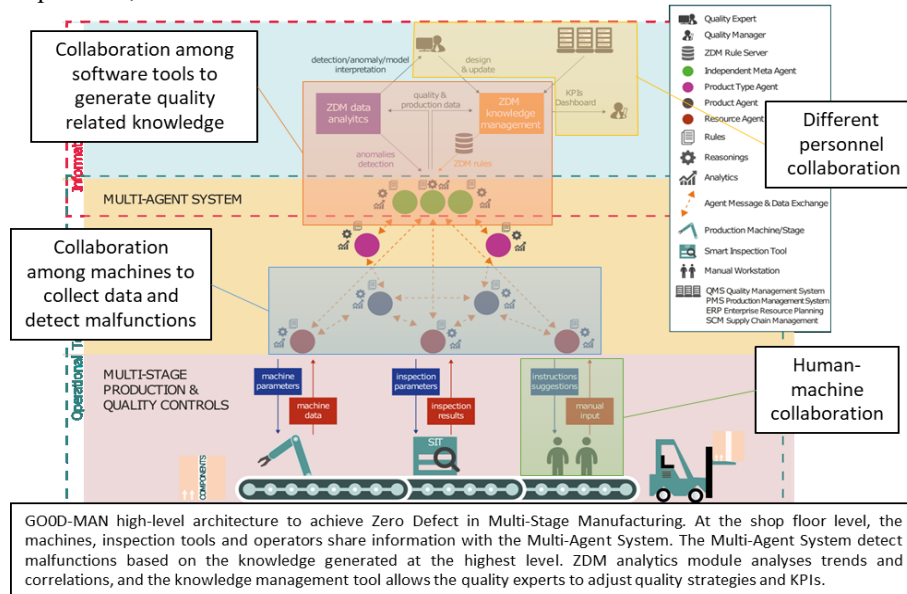 Collaboration among
software tools to
generate quality
related knowledge
detection/anomaly/model
interpretation
design
& update
ZDM data
analyitcs
quality &
production data
ZDM
knowledge
management
KPIs
Dashboard
anomalies
detection
ZDM rules
Quality Expert
Quality Manager
ZDM Rule Server
Independent Meta Agent
Product Type Agent
Product Agent
Resource Agent
Rules
Reasonings
Analytics
Agent Message & Data Exchange
Production Machine/Stage
Smart Inspection Tool
Manual Workstation
QMS Quality Management System
PMS Production Management System
ERP Enterprise Resource Planning
SCM Supply Chain Management
Different
personnel
collaboration
Informat
MULTI-AGENT SYSTEM
Collaboration
among machines to
collect data and
detect malfunctions
Operational Te
MULTI-STAGE
PRODUCTION &
QUALITY CONTROLS
machine
parameters
machine
data
inspection
parameters
inspection
results
instructions
suggestions
manual
input
Human-
machine
collaboration
SIT
COMPONENTS
GO0D-MAN high-level architecture to achieve Zero Defect in Multi-Stage Manufacturing. At the shop floor level, the
machines, inspection tools and operators share information with the Multi-Agent System. The Multi-Agent System detect
malfunctions based on the knowledge generated at the highest level. ZDM analytics module analyses trends and
correlations, and the knowledge management tool allows the quality experts to adjust quality strategies and KPIs.